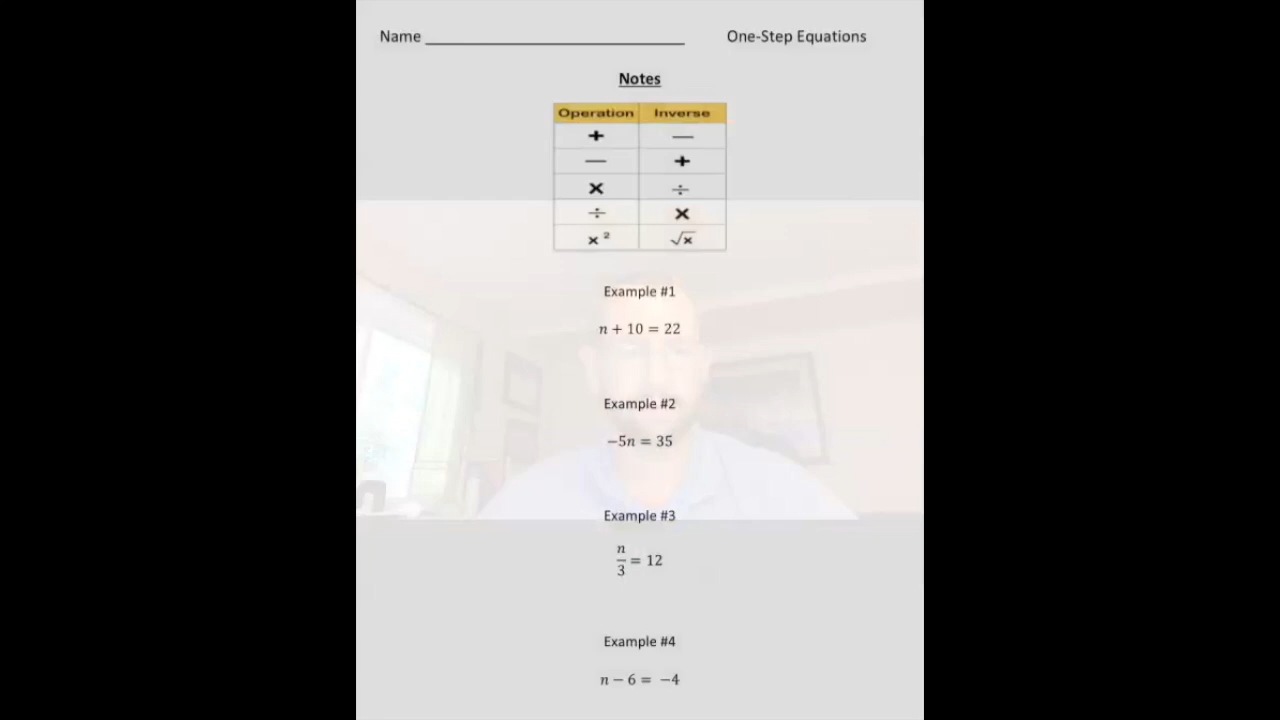 Name ______________________________ One-Step Equations
Notes
Operation Inverse
+ —
— +
× ÷
÷ ×
x² √x
Example #1
n + 10 = 22
Example #2
−5n = 35
Example #3
n/3 = 12
Example #4
n − 6 = −4